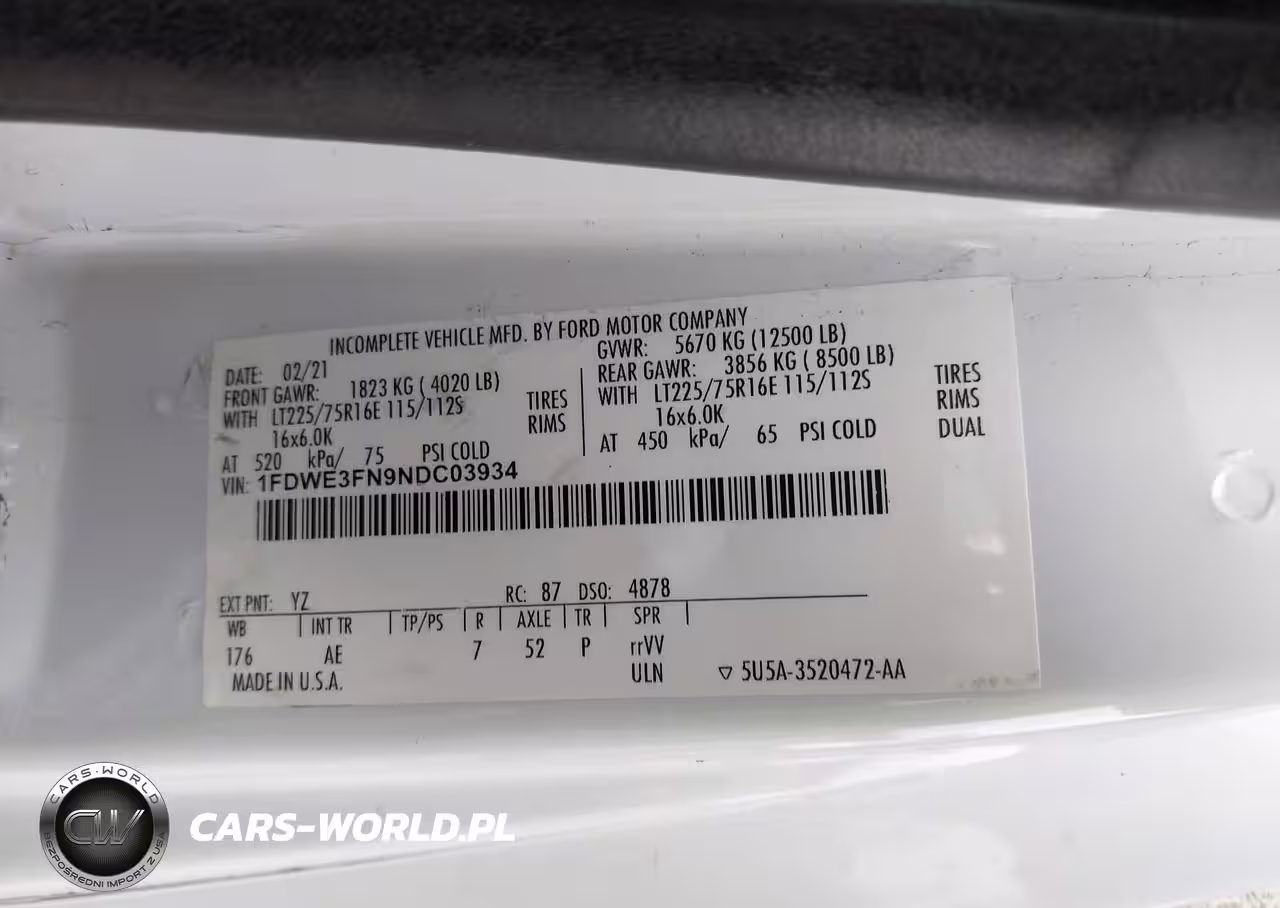 INCOMPLETE VEHICLE MFD. BY FORD MOTOR COMPANY
DATE: 02/21
FRONT GAWR: 1823 KG ( 4020 LB)
WITH LT225/75R16E 115/112S TIRES
16x6.0K RIMS
AT 520 kPa/ 75 PSI COLD
GVWR: 5670 KG (12500 LB)
REAR GAWR: 3856 KG ( 8500 LB)
WITH LT225/75R16E 115/112S TIRES
16x6.0K RIMS
AT 450 kPa/ 65 PSI COLD DUAL
VIN: 1FDWE3FN9NDC03934
EXT PNT: YZ RC: 87 DSO: 4878
WB INT TR TP/PS R AXLE TR SPR
176 AE 7 52 P rrVV
MADE IN U.S.A. ULN ▽ 5U5A-3520472-AA
CARS-WORLD
CW
BEZPOŚREDNI IMPORT Z USA
CARS-WORLD.PL